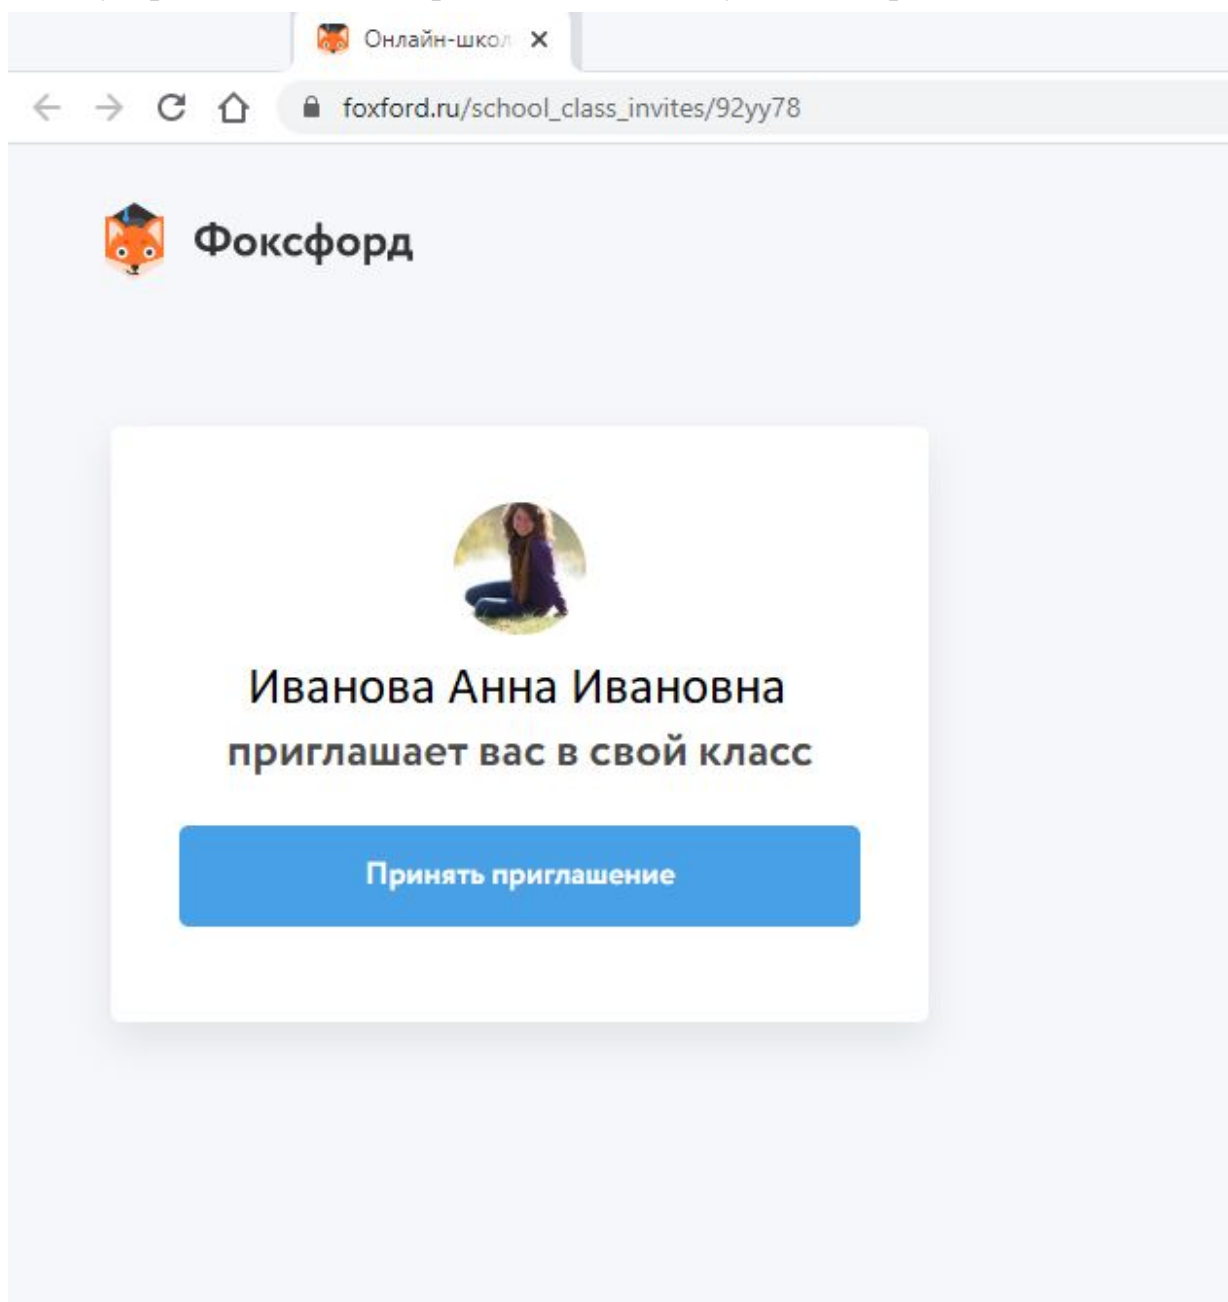 Онлайн-школ
foxford.ru/school_class_invites/92yy78
Фоксфорд
Иванова Анна Ивановна
приглашает вас в свой класс
Принять приглашение